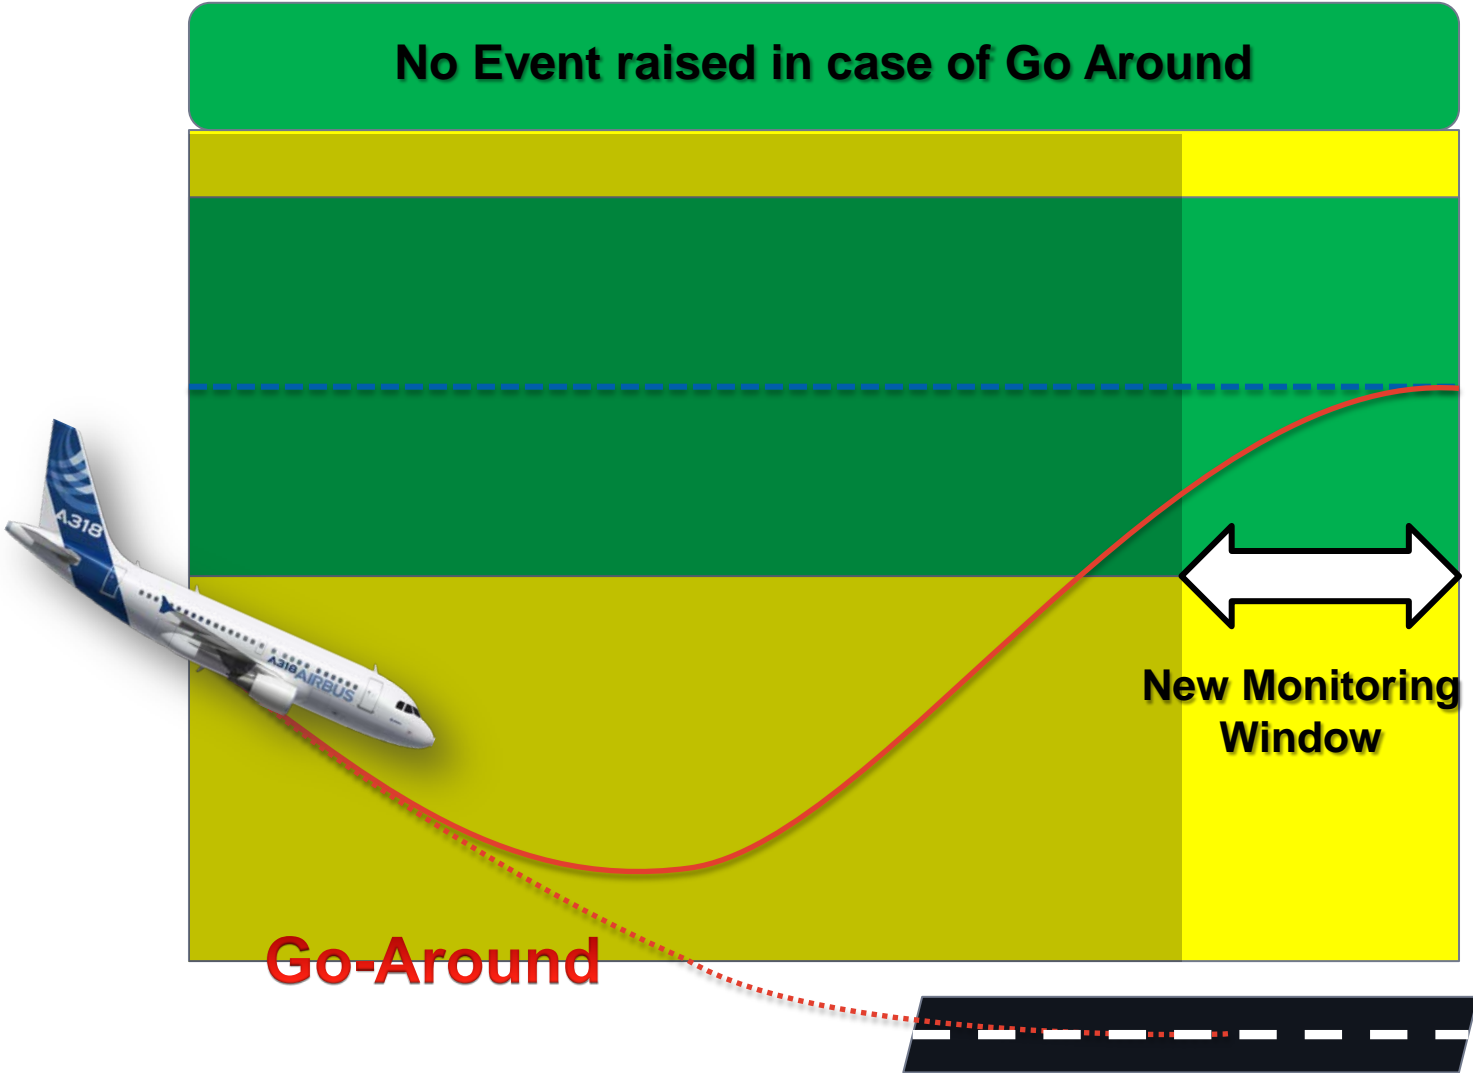 No Event raised in case of Go Around
A318
A318 AIRBUS
New Monitoring
Window
Go-Around